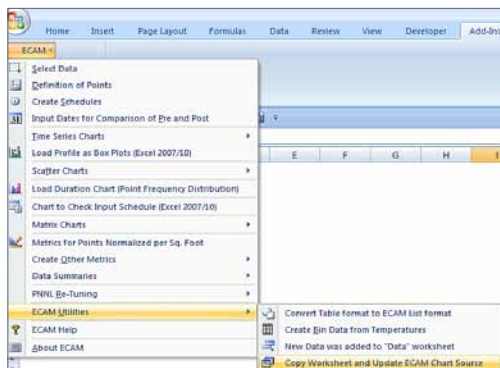 Home Insert Page Layout Formulas Data Review View Developer Add-Ins
ECAM
Select Data
Definition of Points
Create Schedules
Input Dates for Comparison of Pre and Post
Time Series Charts
Load Profile as Box Plots (Excel 2007/10)
E F G H I
Scatter Charts
Load Duration Chart (Point Frequency Distribution)
Chart to Check Input Schedule (Excel 2007/10)
Matrix Charts
Metrics for Points Normalized per Sq. Foot
Create Other Metrics
Data Summaries
PNNL Re-Tuning
ECAM Utilities
Convert Table format to ECAM List format
ECAM Help
Create Bin Data from Temperatures
New Data was added to "Data" worksheet
About ECAM
Copy Worksheet and Update ECAM Chart Source